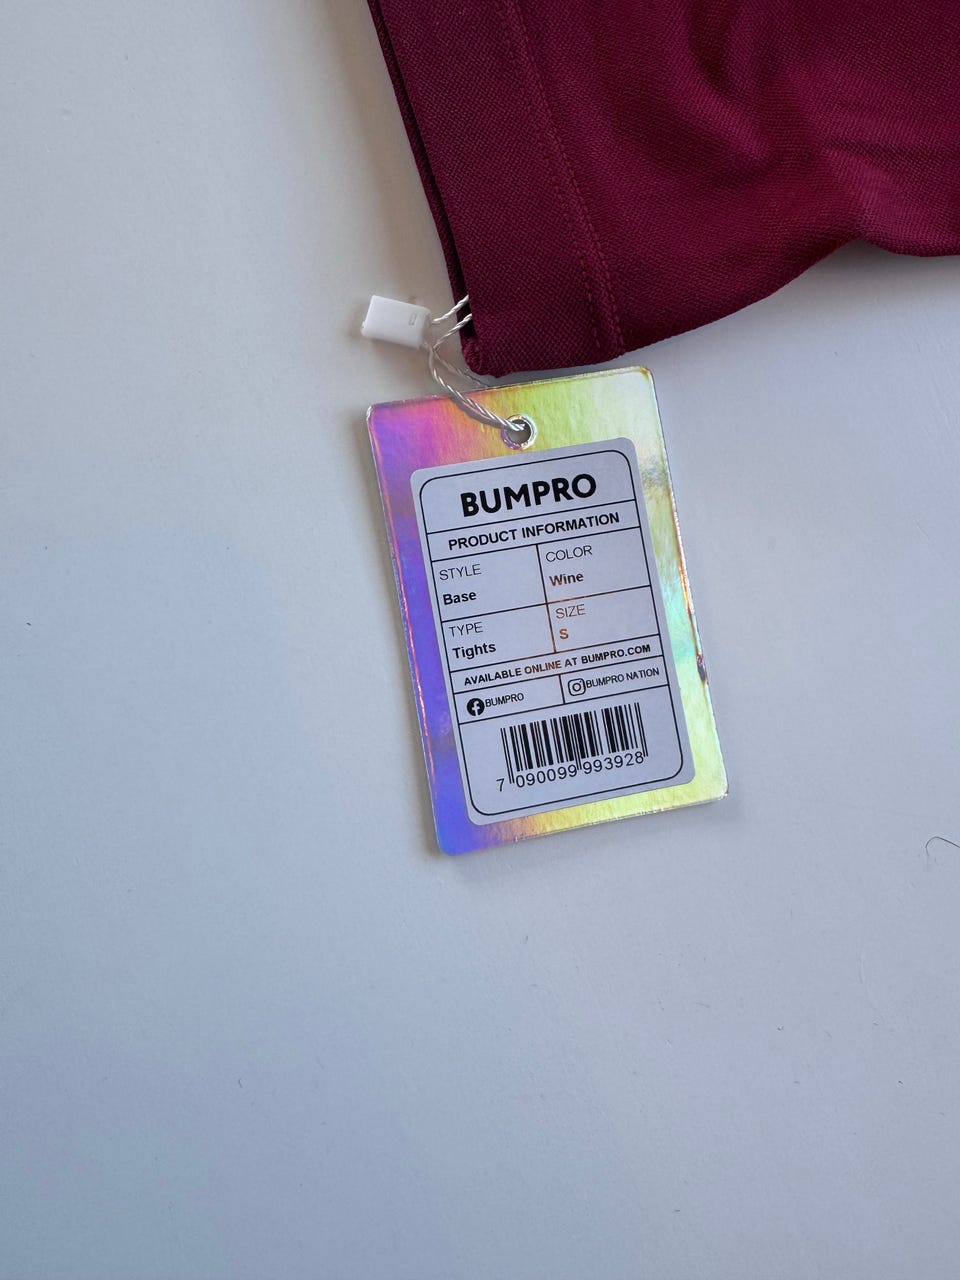 BUMPRO
PRODUCT INFORMATION
STYLE
Base
COLOR
Wine
TYPE
Tights
SIZE
S
AVAILABLE ONLINE AT BUMPRO.COM
BUMPRO
BUMPRO NATION
7 090099 993928